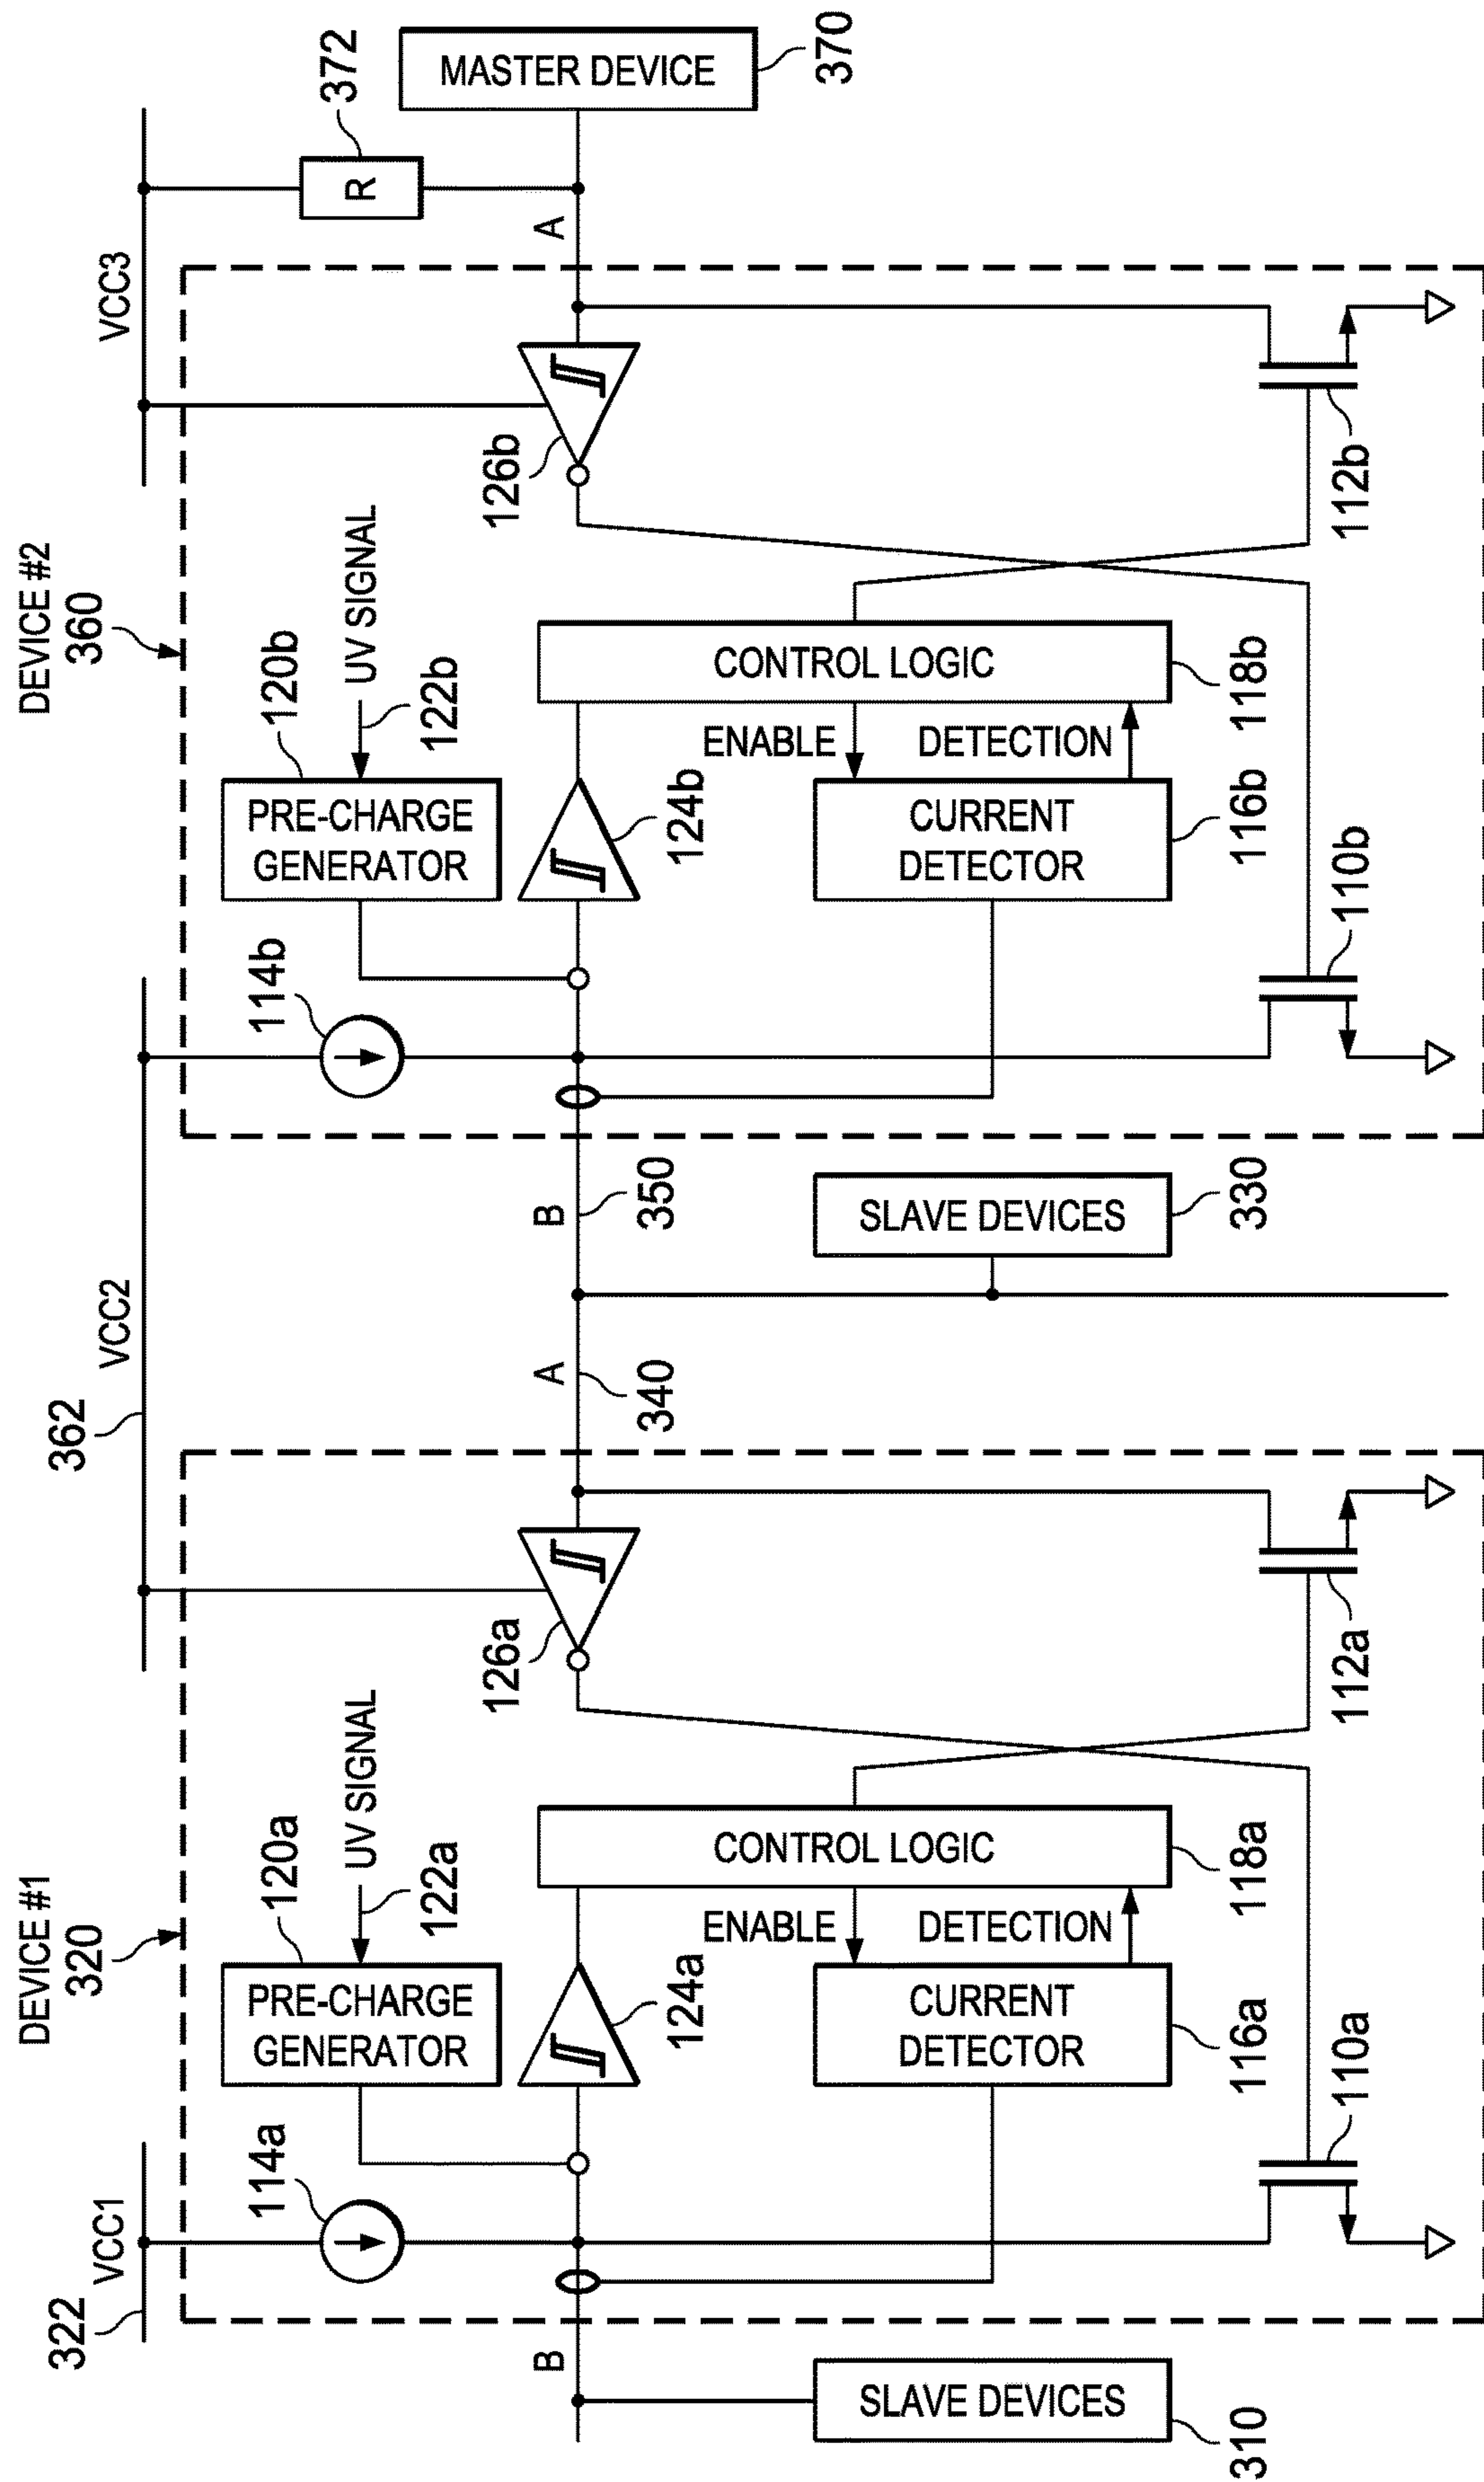 DEVICE #1
320
DEVICE #2
360
322
VCC1
362
VCC2
VCC3
372
R
MASTER DEVICE
370
114a
120a
PRE-CHARGE
GENERATOR
UV SIGNAL
122a
124a
126a
114b
120b
PRE-CHARGE
GENERATOR
UV SIGNAL
122b
124b
126b
B
A
340
B
350
A
ENABLE
DETECTION
CONTROL LOGIC
118a
CURRENT
DETECTOR
116a
ENABLE
DETECTION
CONTROL LOGIC
118b
CURRENT
DETECTOR
116b
SLAVE DEVICES
310
SLAVE DEVICES
330
110a
112a
110b
112b